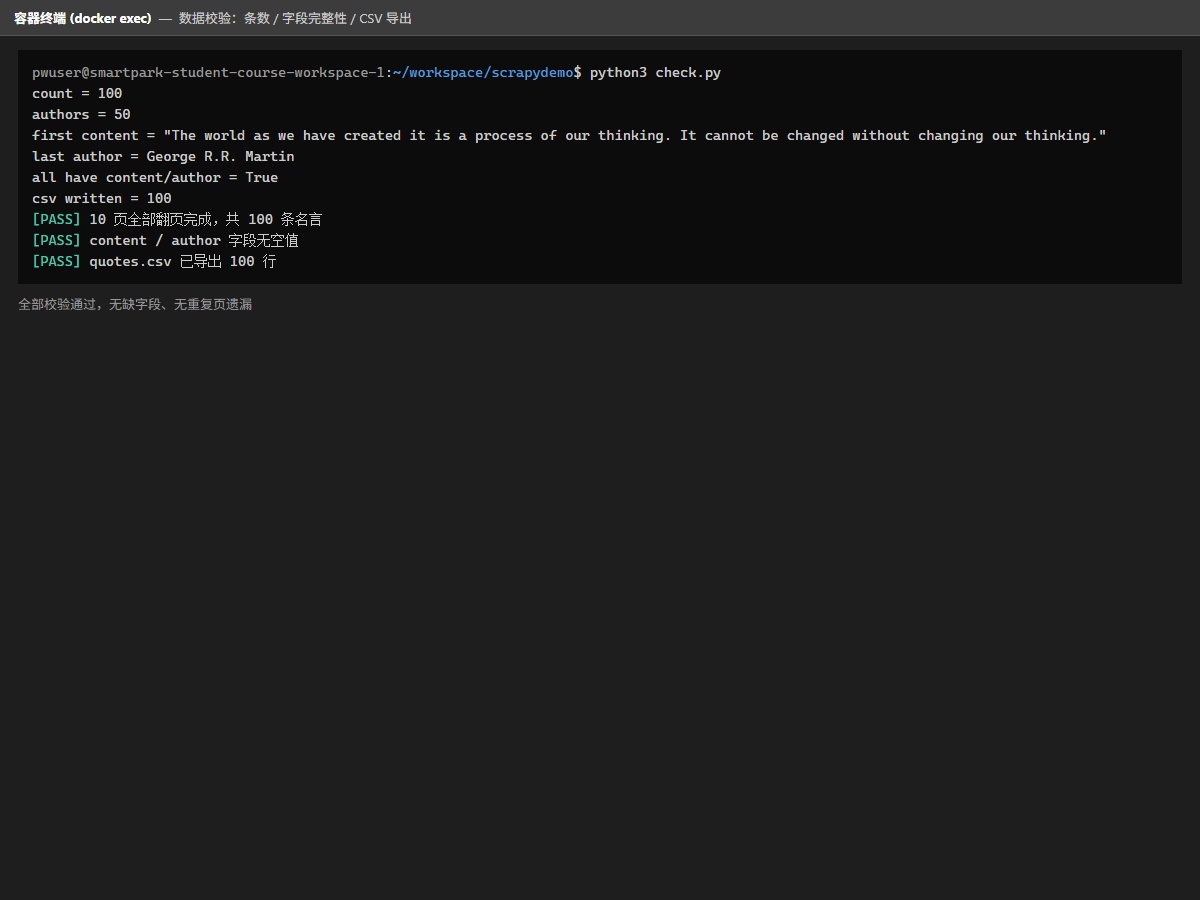 容器终端 (docker exec) — 数据校验：条数 / 字段完整性 / CSV 导出
pwuser@smartpark-student-course-workspace-1:~/workspace/scrapydemo$ python3 check.py
count = 100
authors = 50
first content = "The world as we have created it is a process of our thinking. It cannot be changed without changing our thinking."
last author = George R.R. Martin
all have content/author = True
csv written = 100
[PASS] 10 页全部翻页完成，共 100 条名言
[PASS] content / author 字段无空值
[PASS] quotes.csv 已导出 100 行
全部校验通过，无缺字段、无重复页遗漏